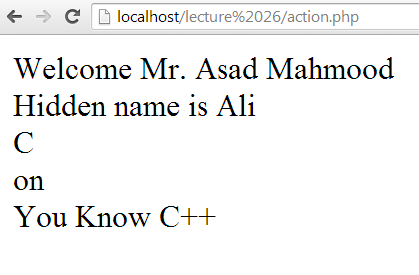 localhost/lecture%2026/action.php
Welcome Mr. Asad Mahmood
Hidden name is Ali
C
on
You Know C++